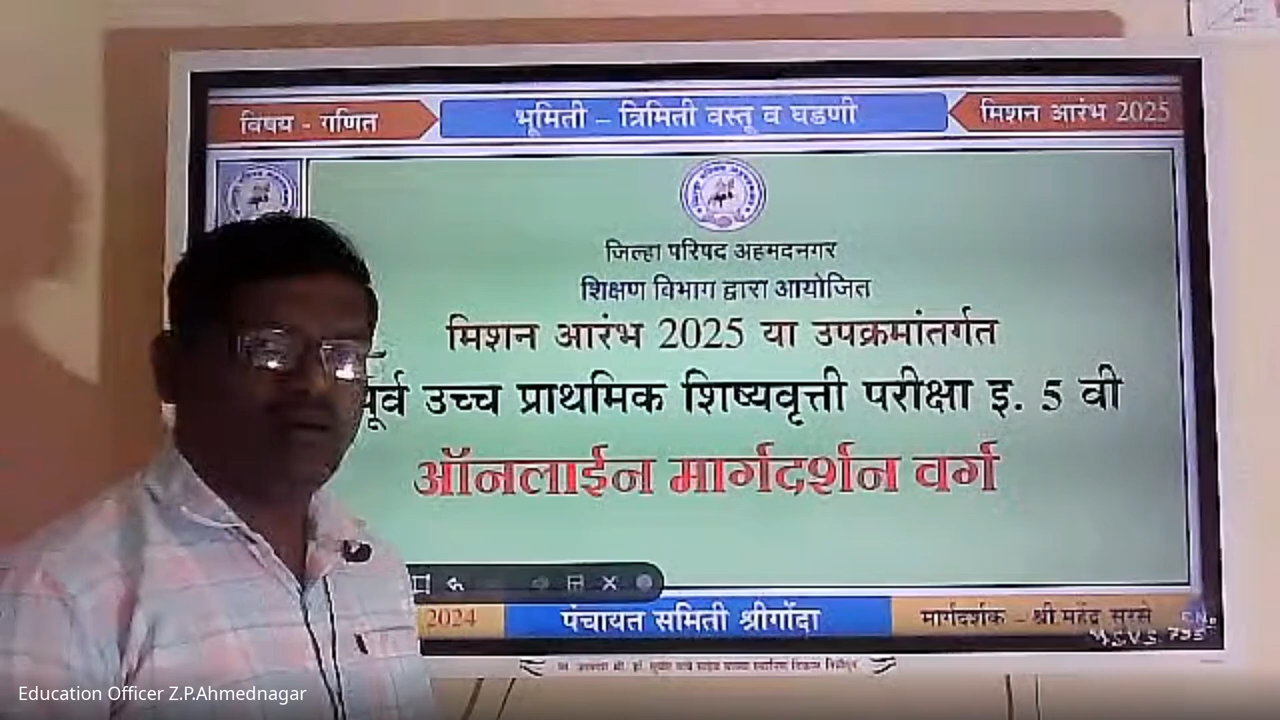 विषय - गणित
भूमिती – त्रिमिती वस्तू व घडणी
मिशन आरंभ 2025
जिल्हा परिषद अहमदनगर
शिक्षण विभाग द्वारा आयोजित
मिशन आरंभ 2025 या उपक्रमांतर्गत
पूर्व उच्च प्राथमिक शिष्यवृत्ती परीक्षा इ. 5 वी
ऑनलाईन मार्गदर्शन वर्ग
2024
पंचायत समिती श्रीगोंदा
मार्गदर्शक – श्री महेंद्र
Education Officer Z.P.Ahmednagar